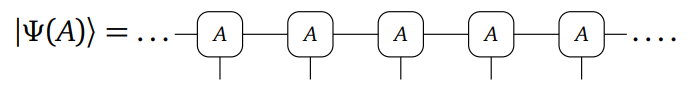 |Ψ(A)⟩ = ... A A A A A ....